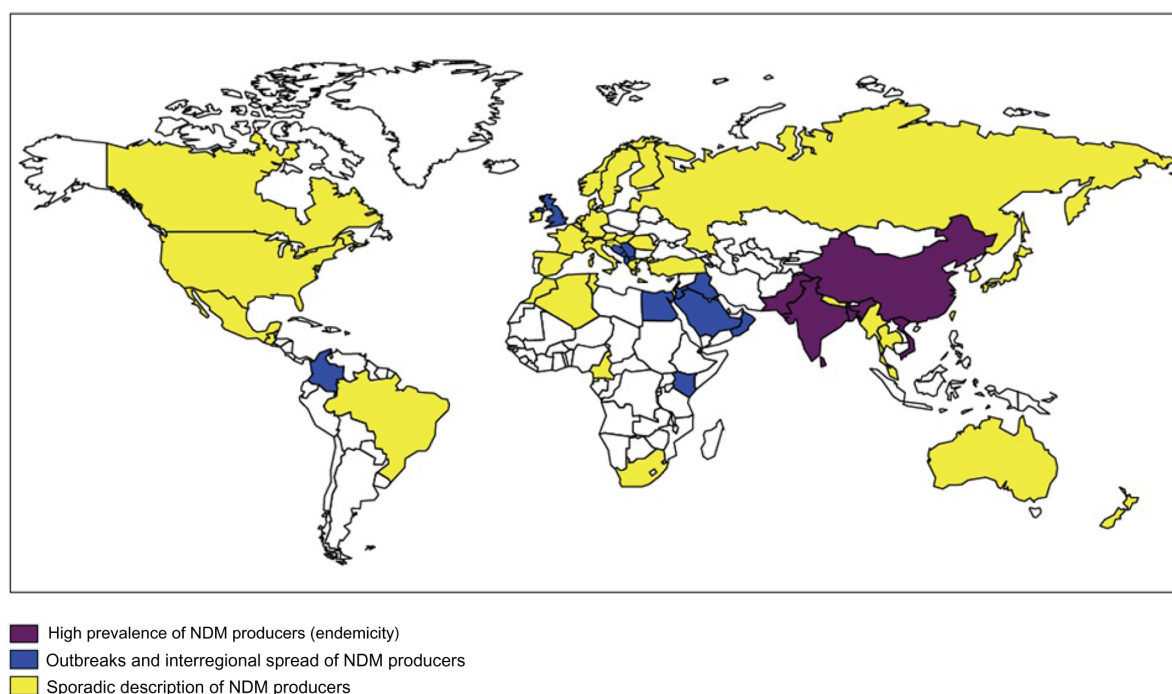 High prevalence of NDM producers (endemicity)
Outbreaks and interregional spread of NDM producers
Sporadic description of NDM producers